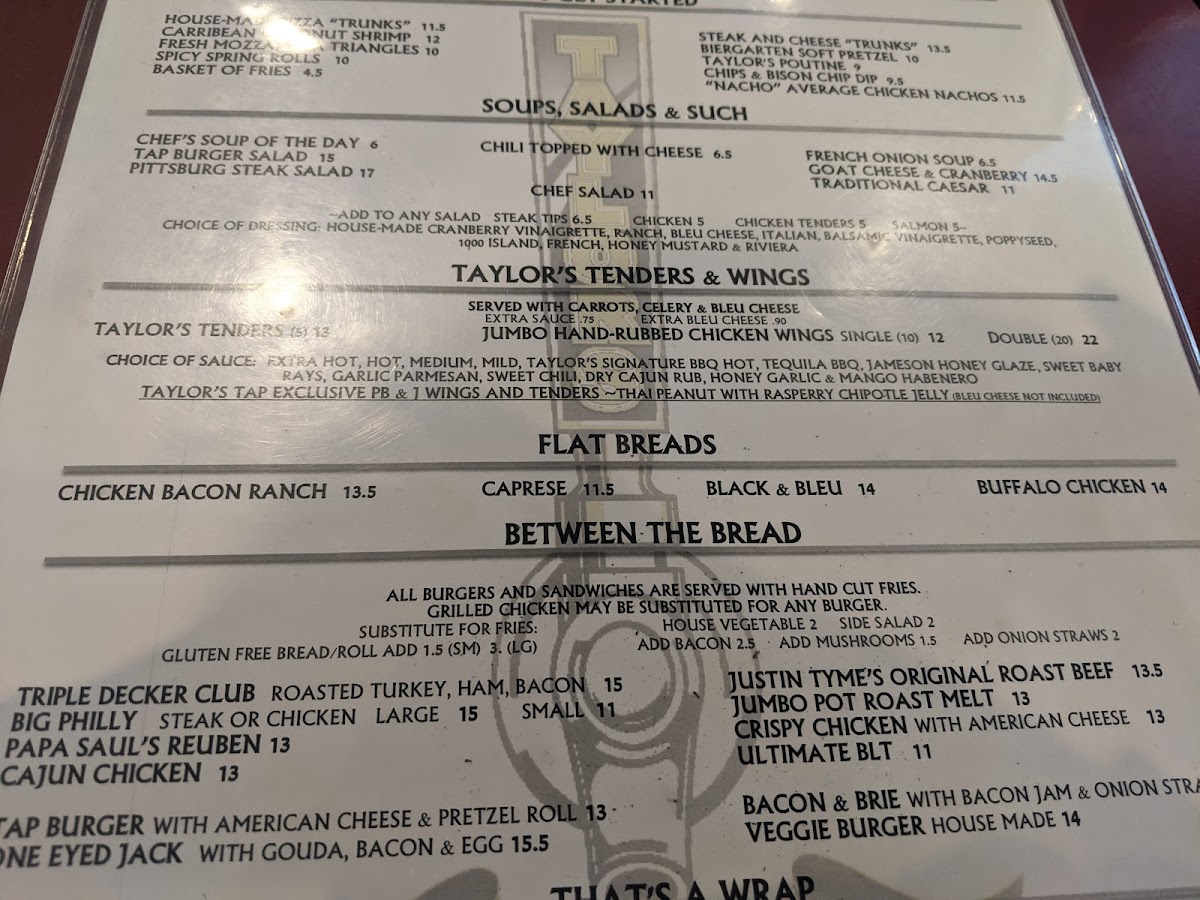 HOUSE-MADE PIZZA "TRUNKS" 11.5
CARRIBEAN COCONUT SHRIMP 12
FRESH MOZZARELLA TRIANGLES 10
SPICY SPRING ROLLS 10
BASKET OF FRIES 4.5
STEAK AND CHEESE "TRUNKS" 13.5
BIERGARTEN SOFT PRETZEL 10
TAYLOR'S POUTINE 9
CHIPS & BISON CHIP DIP 9.5
"NACHO" AVERAGE CHICKEN NACHOS 11.5
SOUPS, SALADS & SUCH
CHEF'S SOUP OF THE DAY 6
TAP BURGER SALAD 15
PITTSBURG STEAK SALAD 17
CHILI TOPPED WITH CHEESE 6.5
CHEF SALAD 11
FRENCH ONION SOUP 6.5
GOAT CHEESE & CRANBERRY 14.5
TRADITIONAL CAESAR 11
~ADD TO ANY SALAD STEAK TIPS 6.5 CHICKEN 5 CHICKEN TENDERS 5 SALMON 5~
CHOICE OF DRESSING: HOUSE-MADE CRANBERRY VINAIGRETTE, RANCH, BLEU CHEESE, ITALIAN, BALSAMIC VINAIGRETTE, POPPYSEED,
1000 ISLAND, FRENCH, HONEY MUSTARD & RIVIERA
TAYLOR'S TENDERS & WINGS
SERVED WITH CARROTS, CELERY & BLEU CHEESE
EXTRA SAUCE .75 EXTRA BLEU CHEESE .90
TAYLOR'S TENDERS (5) 13 JUMBO HAND-RUBBED CHICKEN WINGS SINGLE (10) 12 DOUBLE (20) 22
CHOICE OF SAUCE: EXTRA HOT, HOT, MEDIUM, MILD, TAYLOR'S SIGNATURE BBQ HOT, TEQUILA BBQ, JAMESON HONEY GLAZE, SWEET BABY
RAYS, GARLIC PARMESAN, SWEET CHILI, DRY CAJUN RUB, HONEY GARLIC & MANGO HABENERO
TAYLOR'S TAP EXCLUSIVE PB & J WINGS AND TENDERS ~THAI PEANUT WITH RASPERRY CHIPOTLE JELLY (BLEU CHEESE NOT INCLUDED)
FLAT BREADS
CHICKEN BACON RANCH 13.5 CAPRESE 11.5 BLACK & BLEU 14 BUFFALO CHICKEN 14
BETWEEN THE BREAD
ALL BURGERS AND SANDWICHES ARE SERVED WITH HAND CUT FRIES.
GRILLED CHICKEN MAY BE SUBSTITUTED FOR ANY BURGER.
SUBSTITUTE FOR FRIES: HOUSE VEGETABLE 2 SIDE SALAD 2
GLUTEN FREE BREAD/ROLL ADD 1.5 (SM) 3. (LG) ADD BACON 2.5 ADD MUSHROOMS 1.5 ADD ONION STRAWS 2
TRIPLE DECKER CLUB ROASTED TURKEY, HAM, BACON 15
BIG PHILLY STEAK OR CHICKEN LARGE 15 SMALL 11
PAPA SAUL'S REUBEN 13
CAJUN CHICKEN 13
JUSTIN TYME'S ORIGINAL ROAST BEEF 13.5
JUMBO POT ROAST MELT 13
CRISPY CHICKEN WITH AMERICAN CHEESE 13
ULTIMATE BLT 11
TAP BURGER WITH AMERICAN CHEESE & PRETZEL ROLL 13
ONE EYED JACK WITH GOUDA, BACON & EGG 15.5
BACON & BRIE WITH BACON JAM & ONION STRA
VEGGIE BURGER HOUSE MADE 14
THAT'S A WRAP